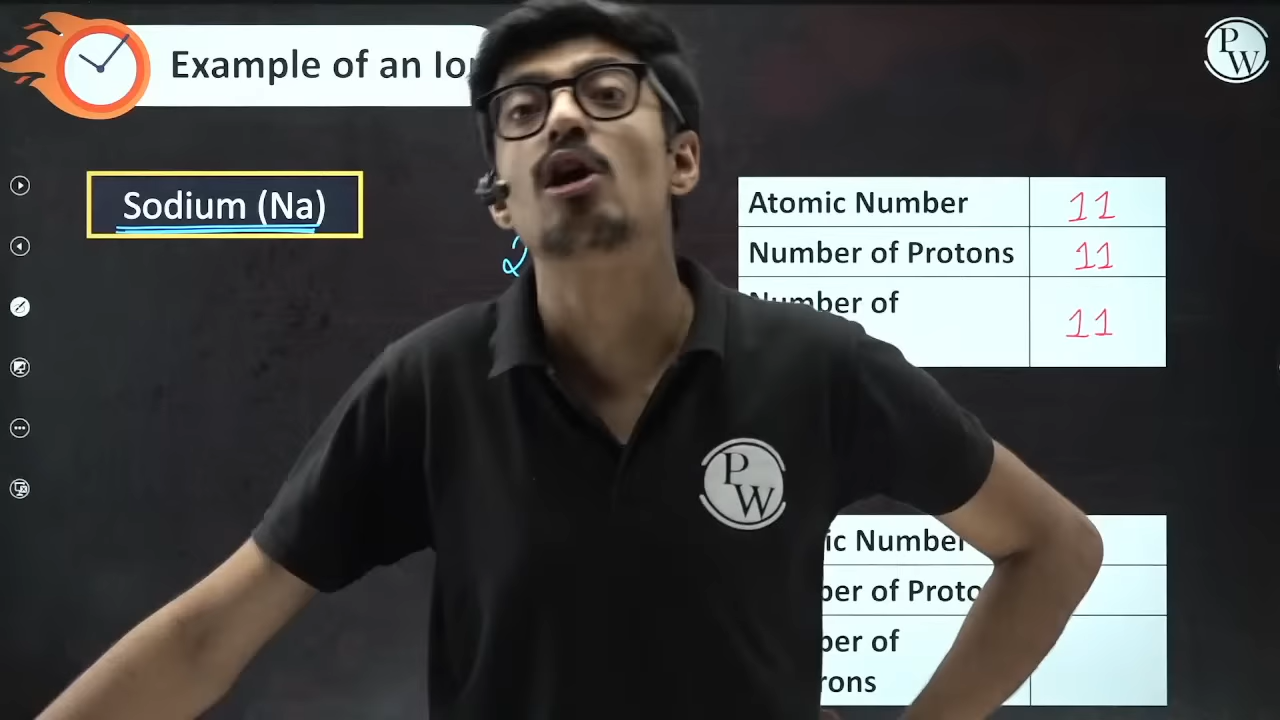 Example of an Io
P
W
Sodium (Na)
2
Atomic Number 11
Number of Protons 11
Number of 11
P
W
ic Number
ber of Proto
ber of
rons